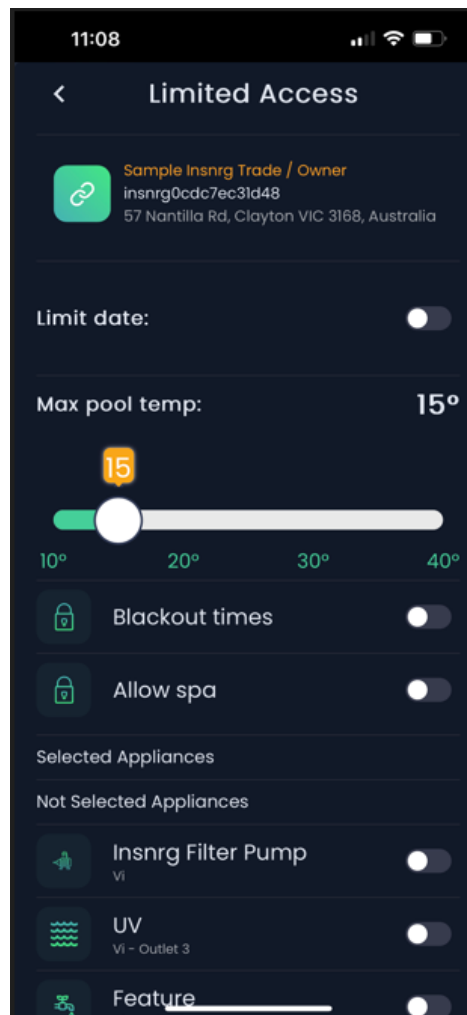 11:08
Limited Access
Sample Insnrg Trade / Owner
insnrg0cdc7ec31d48
57 Nantilla Rd, Clayton VIC 3168, Australia
Limit date:
Max pool temp: 15º
15
10º 20º 30º 40º
Blackout times
Allow spa
Selected Appliances
Not Selected Appliances
Insnrg Filter Pump
Vi
UV
Vi - Outlet 3
Feature